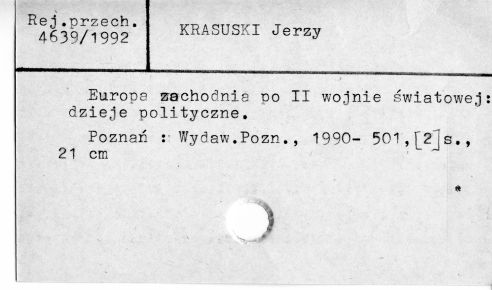 Rej.przech.
4639/1992
KRASUSKI Jerzy
Europa zachodnia po II wojnie światowej:
dzieje polityczne.
Poznań : Wydaw.Pozn., 1990- 501,[2]s.,
21 cm
*